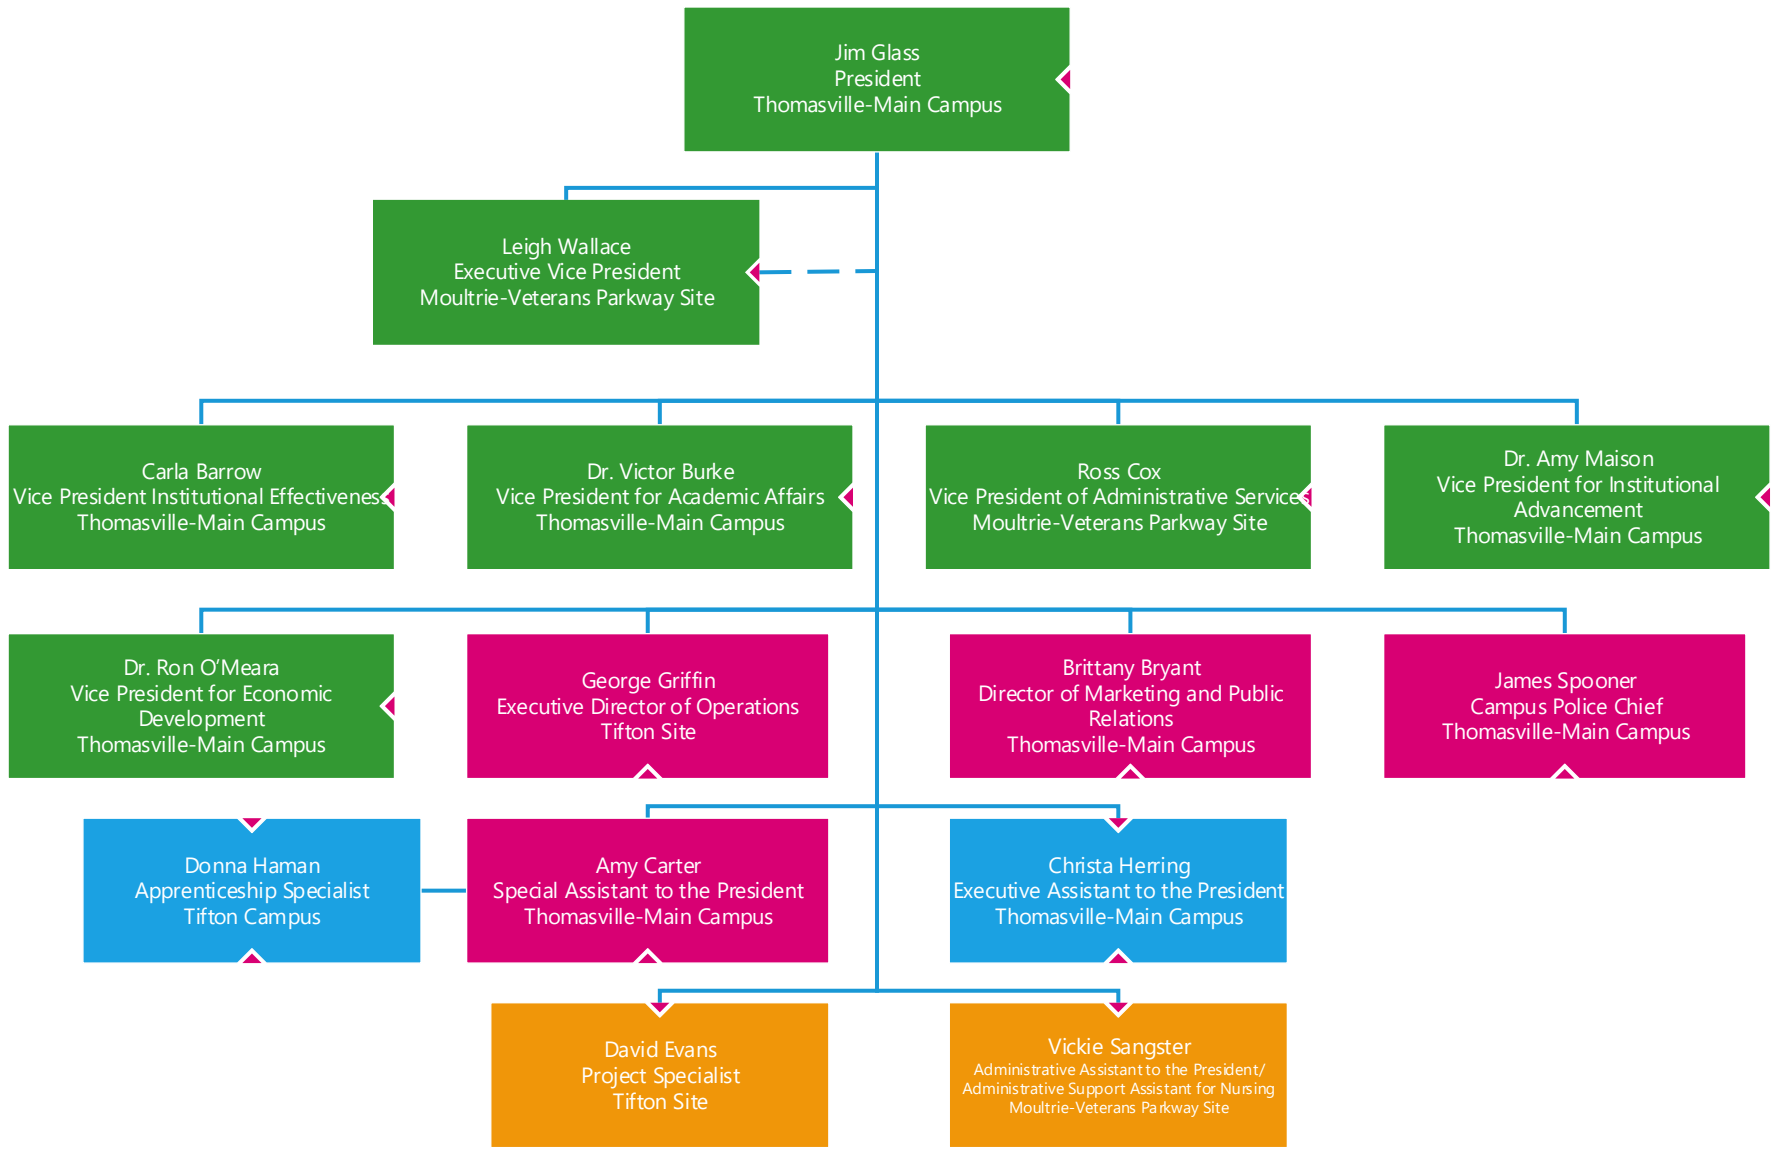 Jim Glass
President
Thomasville-Main Campus
Leigh Wallace
Executive Vice President
Moultrie-Veterans Parkway Site
Carla Barrow
Vice President Institutional Effectiveness
Thomasville-Main Campus
Dr. Victor Burke
Vice President for Academic Affairs
Thomasville-Main Campus
Ross Cox
Vice President of Administrative Services
Moultrie-Veterans Parkway Site
Dr. Amy Maison
Vice President for Institutional
Advancement
Thomasville-Main Campus
Dr. Ron O’Meara
Vice President for Economic
Development
Thomasville-Main Campus
George Griffin
Executive Director of Operations
Tifton Site
Brittany Bryant
Director of Marketing and Public
Relations
Thomasville-Main Campus
James Spooner
Campus Police Chief
Thomasville-Main Campus
Donna Haman
Apprenticeship Specialist
Tifton Campus
Amy Carter
Special Assistant to the President
Thomasville-Main Campus
Christa Herring
Executive Assistant to the President
Thomasville-Main Campus
David Evans
Project Specialist
Tifton Site
Vickie Sangster
Administrative Assistant to the President/
Administrative Support Assistant for Nursing
Moultrie-Veterans Parkway Site